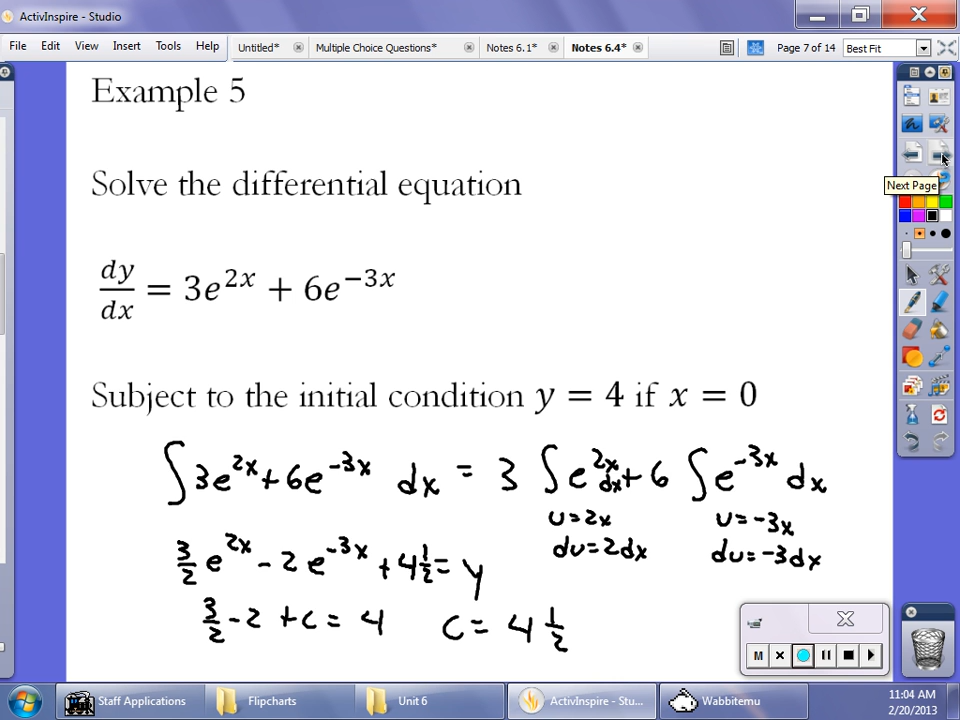 ActivInspire - Studio
File Edit View Insert Tools Help Untitled* Multiple Choice Questions* Notes 6.1* Notes 6.4* Page 7 of 14 Best Fit
Next Page
Example 5
Solve the differential equation
dy/dx = 3e^{2x} + 6e^{−3x}
Subject to the initial condition y = 4 if x = 0
∫3e^{2x}+6e^{-3x} dx = 3 ∫e^{2x}dx + 6 ∫e^{-3x} dx
u=2x u=-3x
du=2dx du=-3dx
3/2 e^{2x} - 2e^{-3x} + 4 1/2 = y
3/2 - 2 + c = 4 c = 4 1/2
M
Staff Applications Flipcharts Unit 6 ActivInspire - Stu... Wabbitemu 11:04 AM
2/20/2013